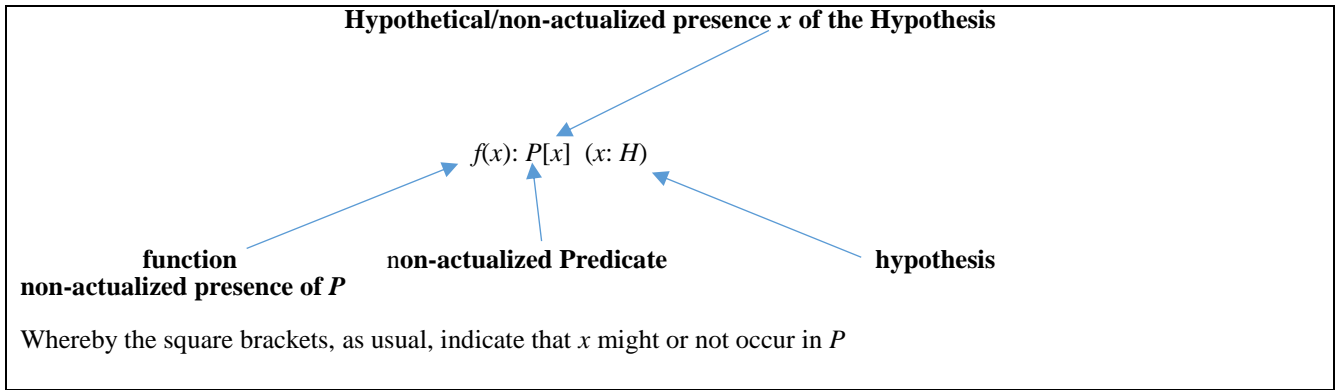 Hypothetical/non-actualized presence x of the Hypothesis
f(x): P[x] (x: H)
function non-actualized Predicate hypothesis
non-actualized presence of P
Whereby the square brackets, as usual, indicate that x might or not occur in P